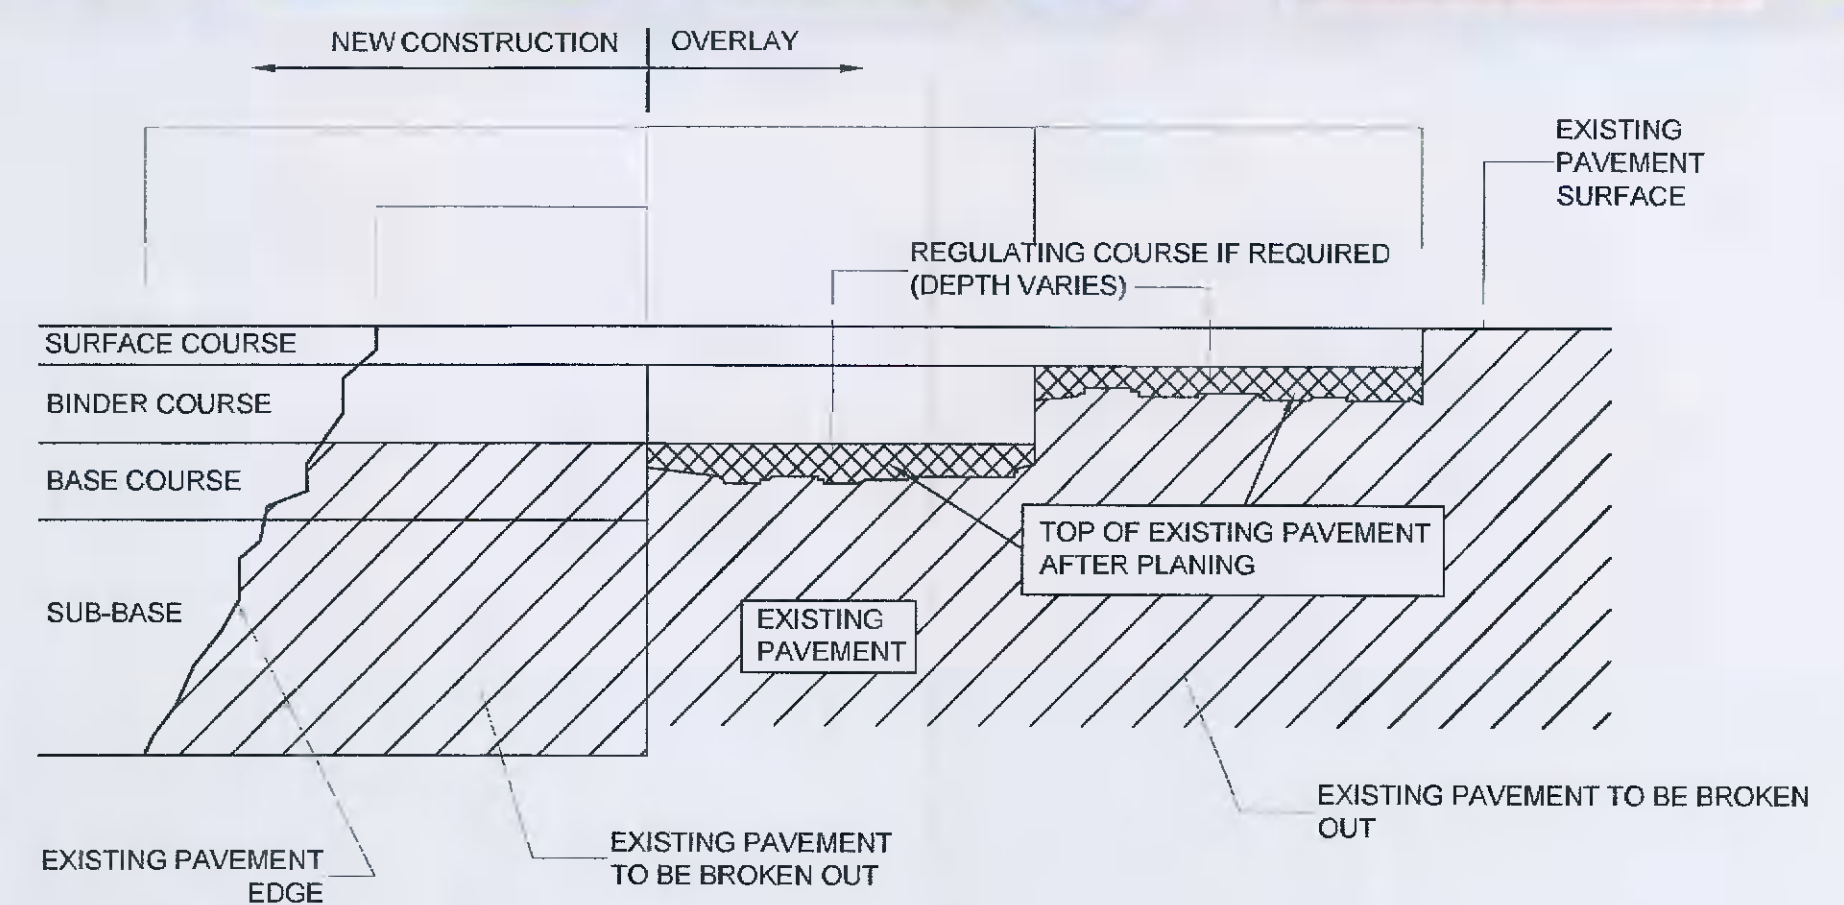 NEW CONSTRUCTION
OVERLAY
EXISTING
PAVEMENT
SURFACE
REGULATING COURSE IF REQUIRED
(DEPTH VARIES)
SURFACE COURSE
BINDER COURSE
BASE COURSE
SUB-BASE
TOP OF EXISTING PAVEMENT
AFTER PLANING
EXISTING
PAVEMENT
EXISTING PAVEMENT TO BE BROKEN
OUT
EXISTING PAVEMENT
TO BE BROKEN OUT
EXISTING PAVEMENT
EDGE